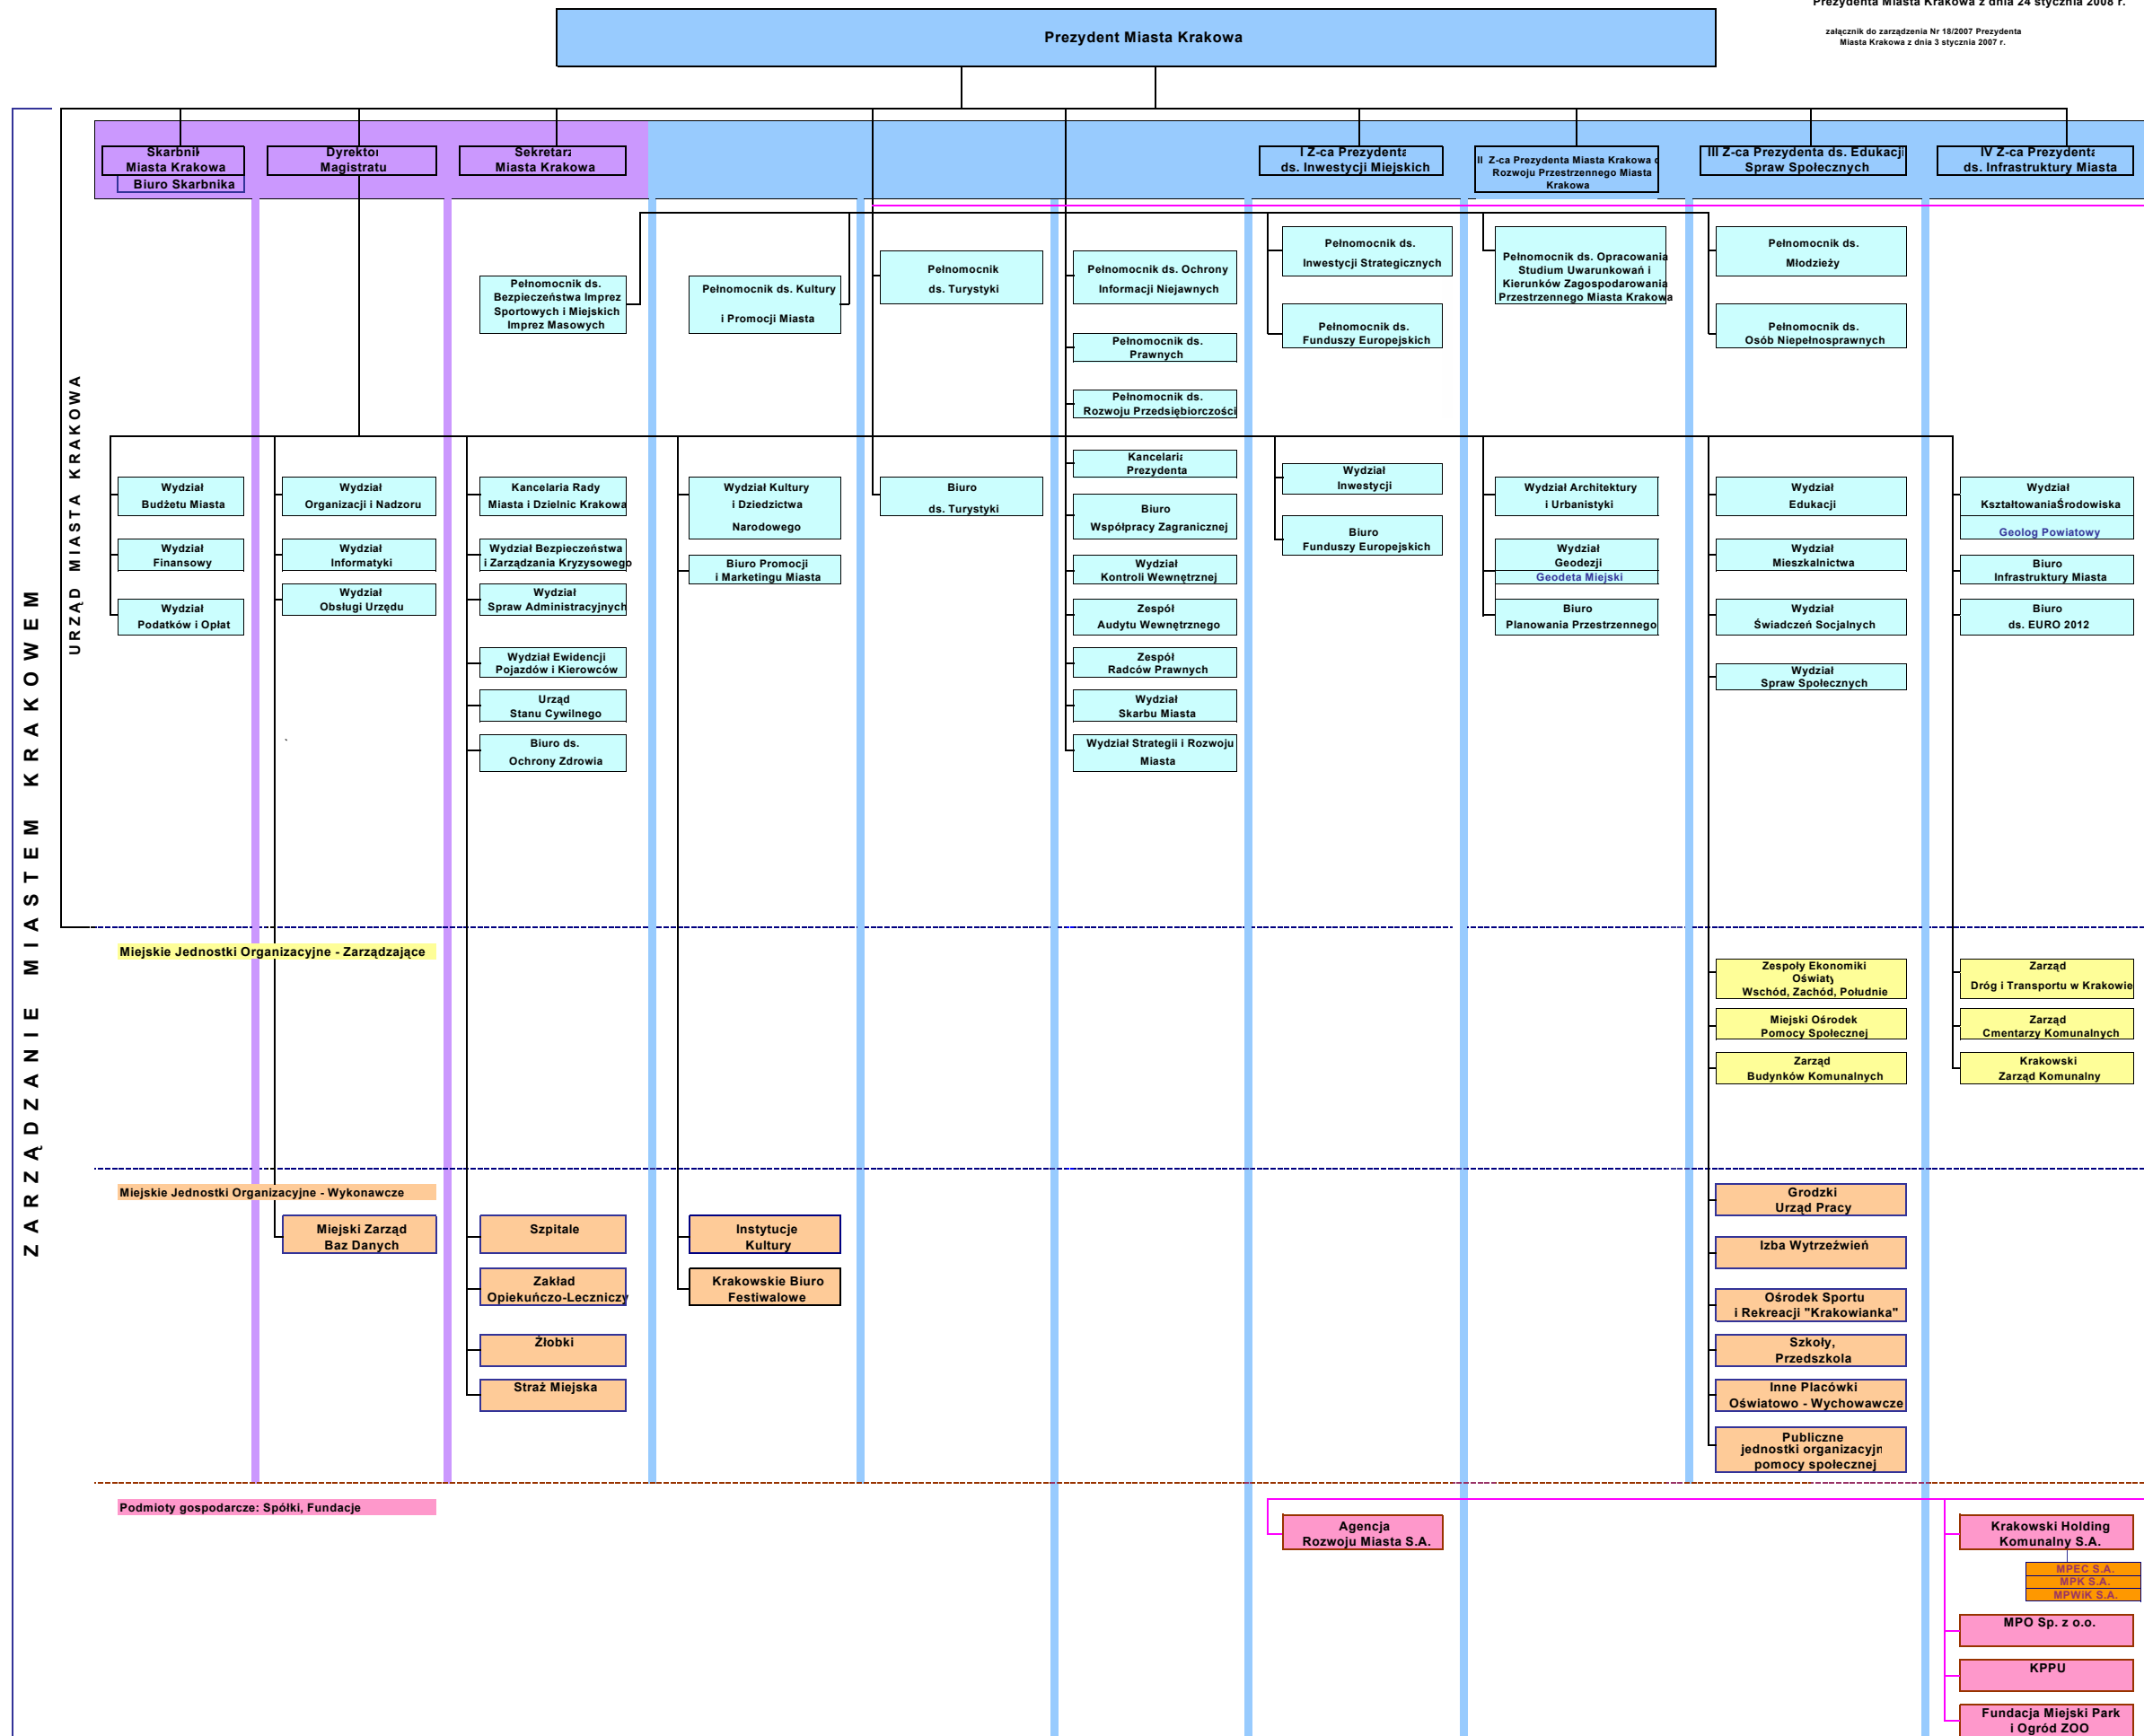 Prezydenta Miasta Krakowa z dnia 24 stycznia 2008 r.
załącznik do zarządzenia Nr 18/2007 Prezydenta
Miasta Krakowa z dnia 3 stycznia 2007 r.
Prezydent Miasta Krakowa
ZARZĄDZANIE MIASTEM KRAKOWEM
URZĄD MIASTA KRAKOWA
Skarbnik
Miasta Krakowa
Biuro Skarbnika
Dyrektor
Magistratu
Sekretarz
Miasta Krakowa
I Z-ca Prezydenta
ds. Inwestycji Miejskich
II Z-ca Prezydenta Miasta Krakowa d
Rozwoju Przestrzennego Miasta
Krakowa
III Z-ca Prezydenta ds. Edukacji
Spraw Społecznych
IV Z-ca Prezydenta
ds. Infrastruktury Miasta
Pełnomocnik ds.
Bezpieczeństwa Imprez
Sportowych i Miejskich
Imprez Masowych
Pełnomocnik ds. Kultury
i Promocji Miasta
Pełnomocnik
ds. Turystyki
Pełnomocnik ds. Ochrony
Informacji Niejawnych
Pełnomocnik ds.
Prawnych
Pełnomocnik ds.
Rozwoju Przedsiębiorczości
Pełnomocnik ds.
Inwestycji Strategicznych
Pełnomocnik ds.
Funduszy Europejskich
Pełnomocnik ds. Opracowania
Studium Uwarunkowań i
Kierunków Zagospodarowania
Przestrzennego Miasta Krakowa
Pełnomocnik ds.
Młodzieży
Pełnomocnik ds.
Osób Niepełnosprawnych
Wydział
Budżetu Miasta
Wydział
Finansowy
Wydział
Podatków i Opłat
Wydział
Organizacji i Nadzoru
Wydział
Informatyki
Wydział
Obsługi Urzędu
Kancelaria Rady
Miasta i Dzielnic Krakowa
Wydział Bezpieczeństwa
i Zarządzania Kryzysowego
Wydział
Spraw Administracyjnych
Wydział Ewidencji
Pojazdów i Kierowców
Urząd
Stanu Cywilnego
Biuro ds.
Ochrony Zdrowia
Wydział Kultury
i Dziedzictwa
Narodowego
Biuro Promocji
i Marketingu Miasta
Biuro
ds. Turystyki
Kancelaria
Prezydenta
Biuro
Współpracy Zagranicznej
Wydział
Kontroli Wewnętrznej
Zespół
Audytu Wewnętrznego
Zespół
Radców Prawnych
Wydział
Skarbu Miasta
Wydział Strategii i Rozwoju
Miasta
Wydział
Inwestycji
Biuro
Funduszy Europejskich
Wydział Architektury
i Urbanistyki
Wydział
Geodezji
Geodeta Miejski
Biuro
Planowania Przestrzennego
Wydział
Edukacji
Wydział
Mieszkalnictwa
Wydział
Świadczeń Socjalnych
Wydział
Spraw Społecznych
Wydział
KształtowaniaŚrodowiska
Geolog Powiatowy
Biuro
Infrastruktury Miasta
Biuro
ds. EURO 2012
Miejskie Jednostki Organizacyjne - Zarządzające
Zespoły Ekonomiki
Oświaty
Wschód, Zachód, Południe
Miejski Ośrodek
Pomocy Społecznej
Zarząd
Budynków Komunalnych
Zarząd
Dróg i Transportu w Krakowie
Zarząd
Cmentarzy Komunalnych
Krakowski
Zarząd Komunalny
Miejskie Jednostki Organizacyjne - Wykonawcze
Miejski Zarząd
Baz Danych
Szpitale
Zakład
Opiekuńczo-Leczniczy
Żłobki
Straż Miejska
Instytucje
Kultury
Krakowskie Biuro
Festiwalowe
Grodzki
Urząd Pracy
Izba Wytrzeźwień
Ośrodek Sportu
i Rekreacji "Krakowianka"
Szkoły,
Przedszkola
Inne Placówki
Oświatowo - Wychowawcze
Publiczne
jednostki organizacyjn
pomocy społecznej
Podmioty gospodarcze: Spółki, Fundacje
Agencja
Rozwoju Miasta S.A.
Krakowski Holding
Komunalny S.A.
MPEC S.A.
MPK S.A.
MPWiK S.A.
MPO Sp. z o.o.
KPPU
Fundacja Miejski Park
i Ogród ZOO